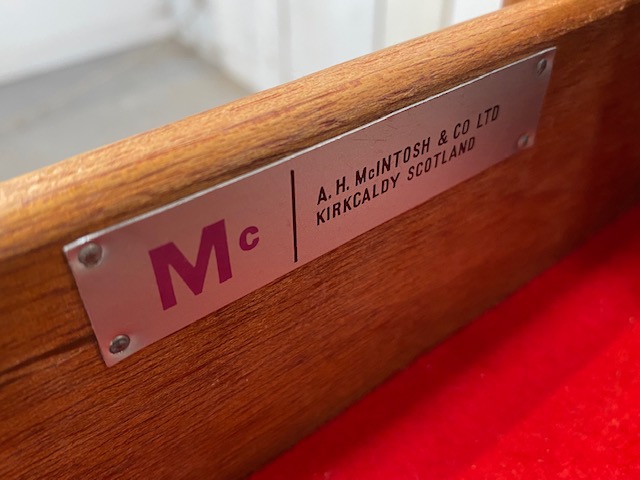 Mc
A. H. McINTOSH & CO LTD
KIRKCALDY SCOTLAND